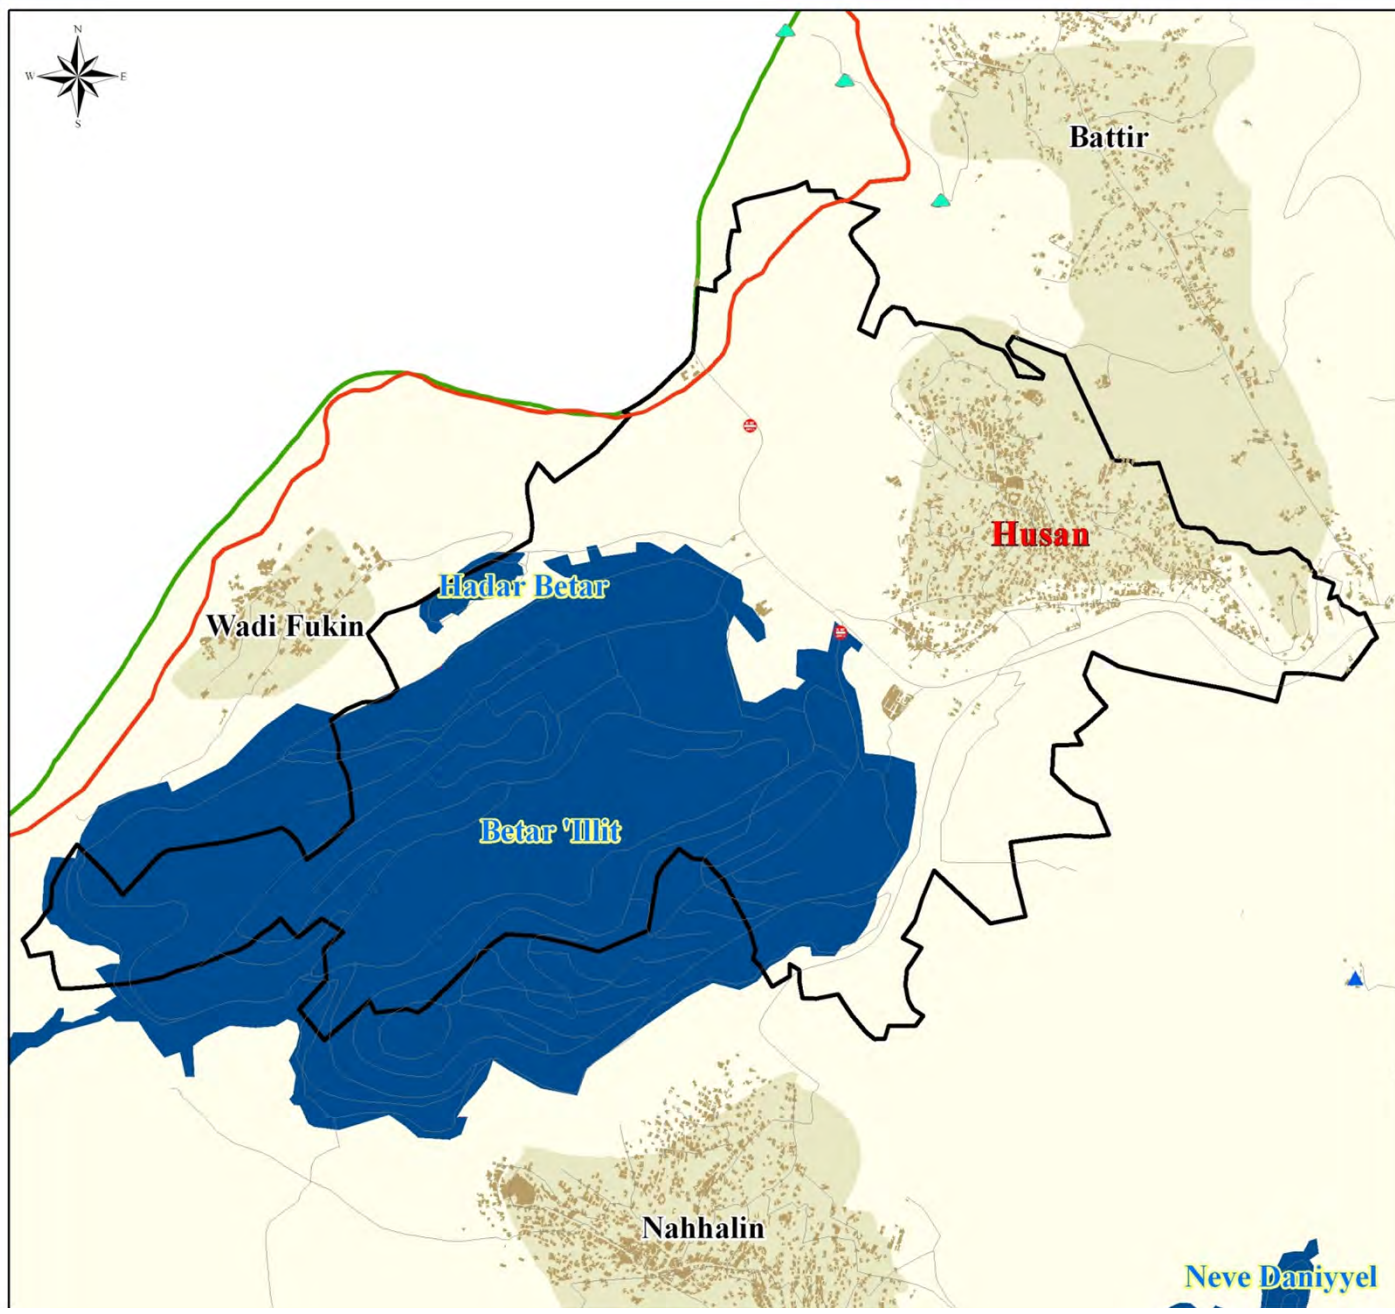 N
W E
S
Battir
Husan
Hadar Betar
Wadi Fukin
Betar 'Illit
Nahhalin
Neve Daniyyel